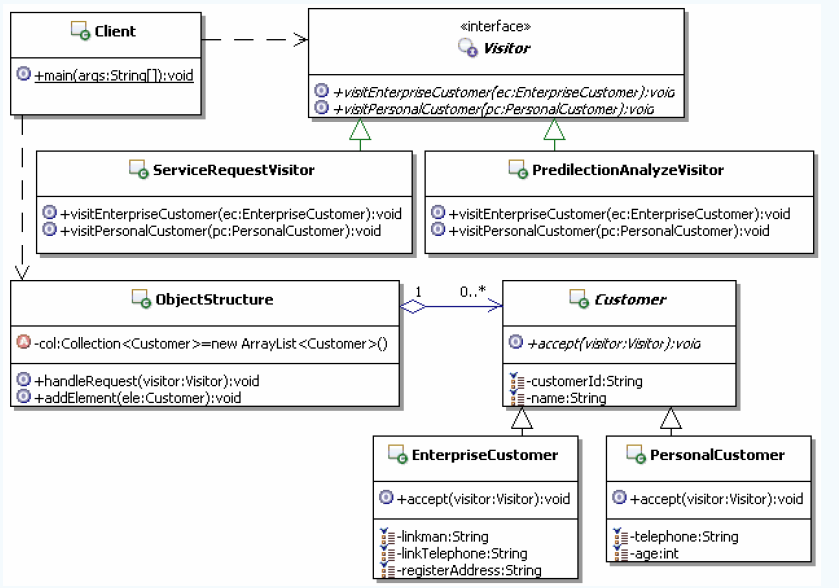 Client
+main(args:String[]):void
«interface»
Visitor
+visitEnterpriseCustomer(ec:EnterpriseCustomer):void
+visitPersonalCustomer(pc:PersonalCustomer):void
ServiceRequestVisitor
+visitEnterpriseCustomer(ec:EnterpriseCustomer):void
+visitPersonalCustomer(pc:PersonalCustomer):void
PredilectionAnalyzeVisitor
+visitEnterpriseCustomer(ec:EnterpriseCustomer):void
+visitPersonalCustomer(pc:PersonalCustomer):void
ObjectStructure
-col:Collection<Customer>=new ArrayList<Customer>()
+handleRequest(visitor:Visitor):void
+addElement(ele:Customer):void
1
0..*
Customer
+accept(visitor:Visitor):void
-customerId:String
-name:String
EnterpriseCustomer
+accept(visitor:Visitor):void
-linkman:String
-linkTelephone:String
-registerAddress:String
PersonalCustomer
+accept(visitor:Visitor):void
-telephone:String
-age:int